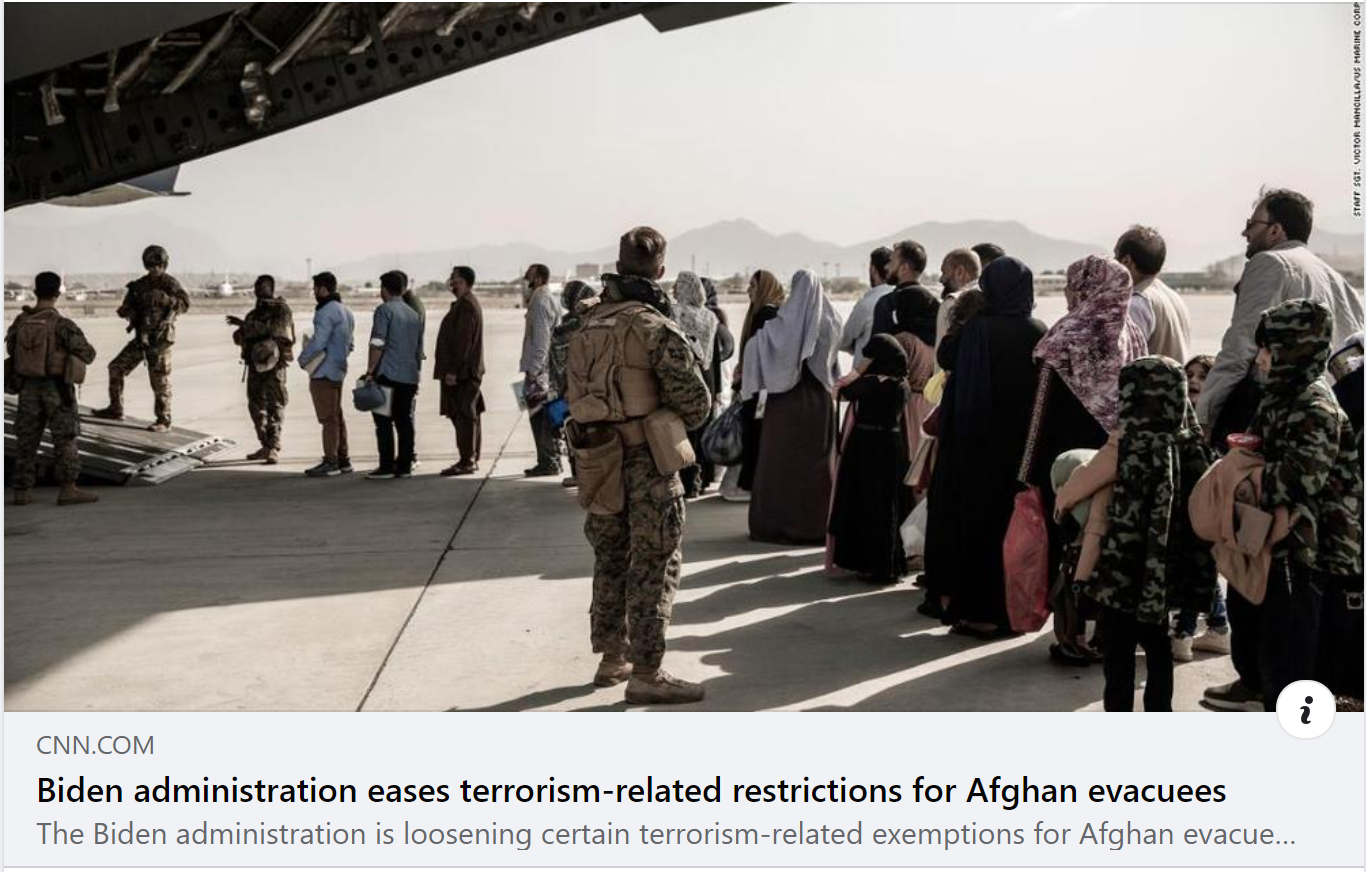 STAFF SGT. VICTOR MANCILLA/US MARINE CORP
i
CNN.COM
Biden administration eases terrorism-related restrictions for Afghan evacuees
The Biden administration is loosening certain terrorism-related exemptions for Afghan evacue...